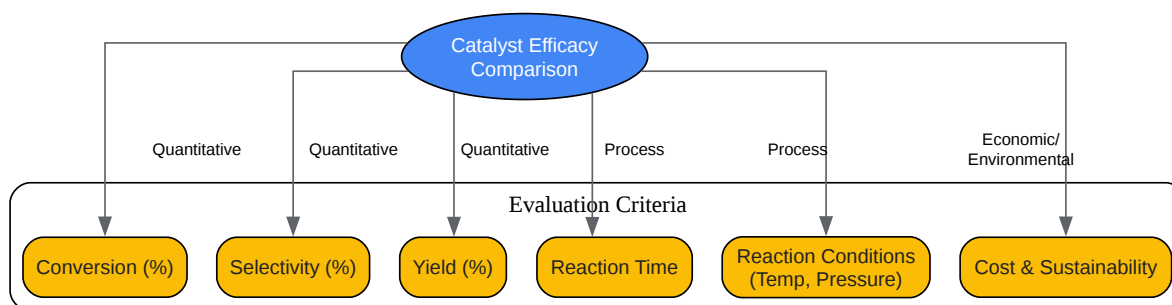 Catalyst Efficacy
Comparison
Quantitative
Quantitative
Quantitative
Process
Process
Economic/
Environmental
Evaluation Criteria
Conversion (%)
Selectivity (%)
Yield (%)
Reaction Time
Reaction Conditions
(Temp, Pressure)
Cost & Sustainability